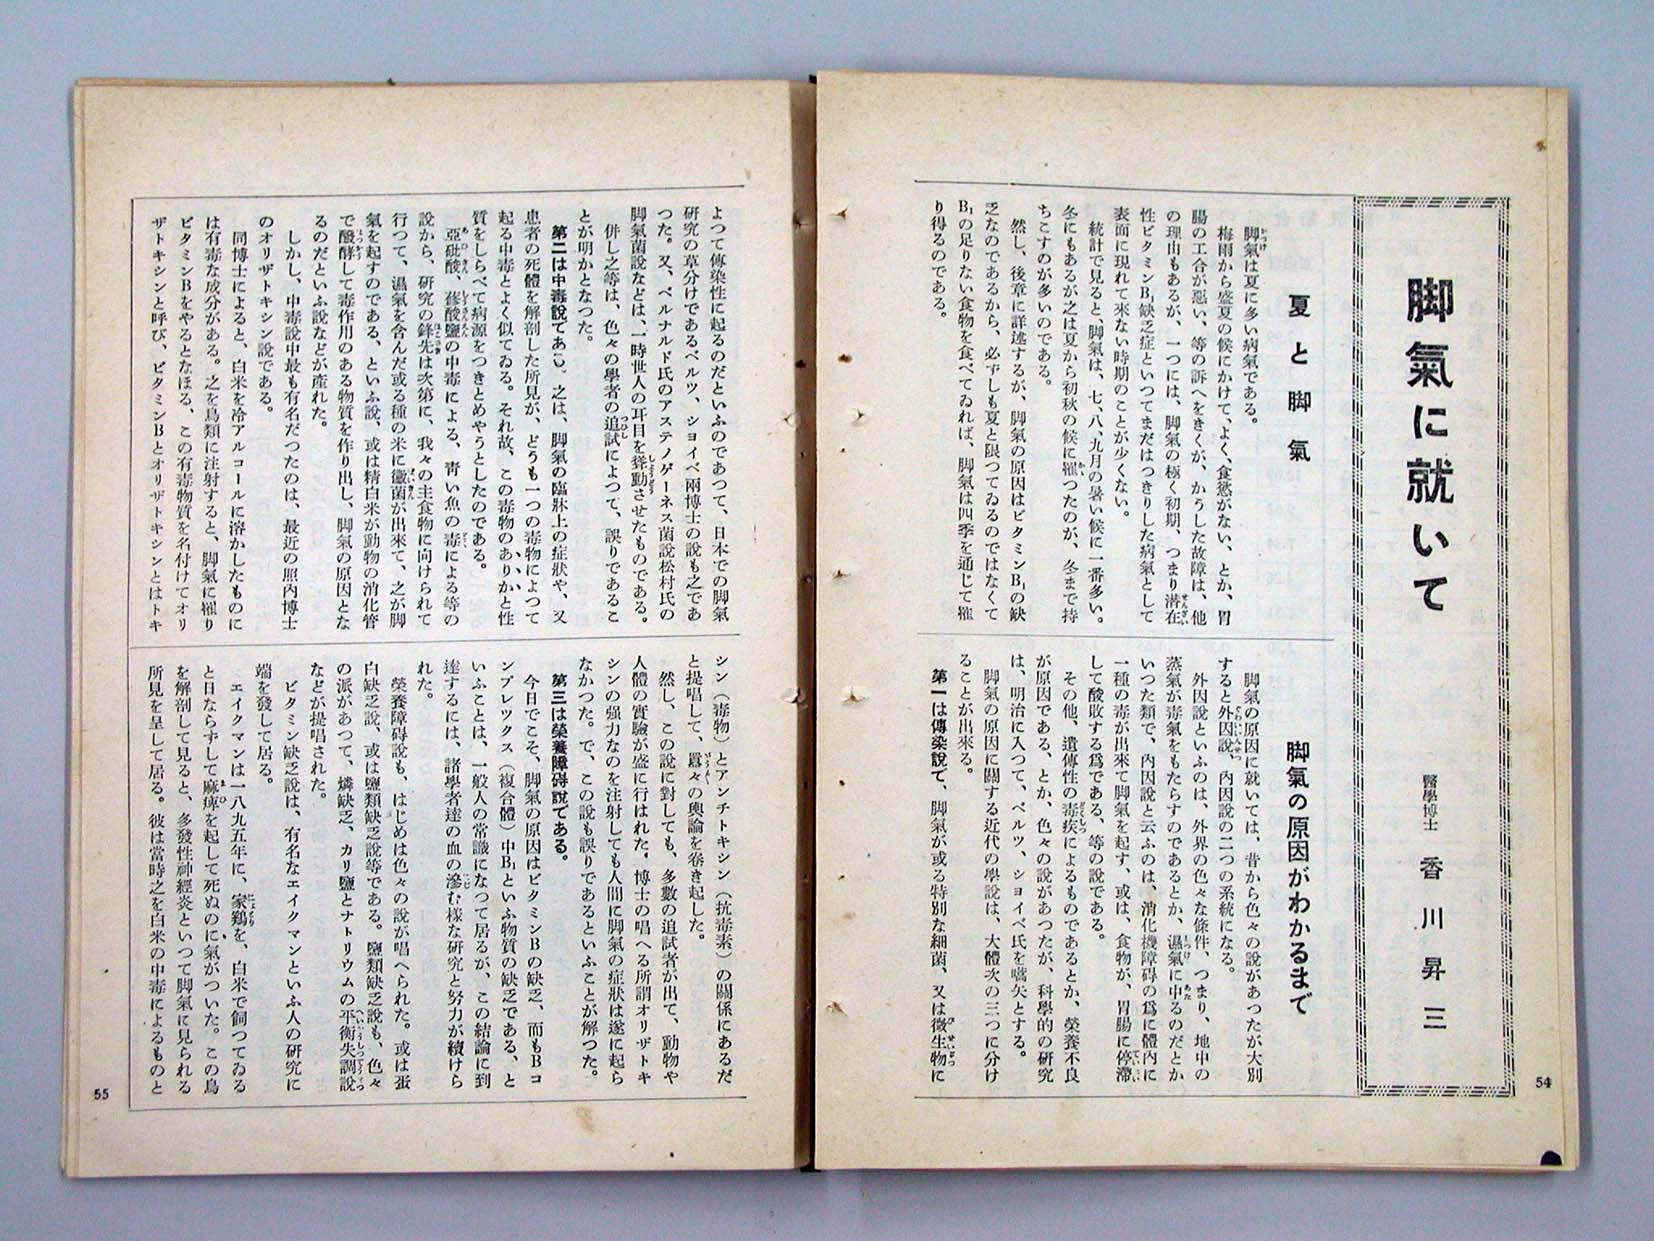 脚氣に就いて
醫學博士 香川昇三
夏と脚氣
脚氣は夏に多い病氣である。
梅雨から盛夏の候にかけて、よく、食慾がない、とか、胃
腸の工合が惡い、等の訴へをきくが、かうした故障は、他
の理由もあるが、一つには、脚氣の極く初期、つまり潜在
性ビタミンB₁缺乏症といつてまだはつきりした病氣として
表面に現れて來ない時期のことが少くない。
統計で見ると、脚氣は、七、八、九月の暑い候に一番多い。
冬にもあるが之は夏から初秋の候に罹つたのが、冬まで持
ちこすのが多いのである。
然し、後章に詳述するが、脚氣の原因はビタミンB₁の缺
乏なのであるから、必ずしも夏と限つてゐるのではなくて
B₁の足りない食物を食べてゐれば、脚氣は四季を通じて罹
り得るのである。
脚氣の原因がわかるまで
脚氣の原因に就いては、昔から色々の說があつたが大別
すると外因說、內因說の二つの系統になる。
外因說といふのは、外界の色々な條件、つまり、地中の
蒸氣が毒氣をもたらすのであるとか、濕氣に中るのだとか
いつた類で、內因說と云ふのは、消化機障碍の爲に體內に
一種の毒が出來て脚氣を起す、或は、食物が、胃腸に停滯
して酸敗する爲である、等の說である。
その他、遺傳性の毒疾によるものであるとか、榮養不良
が原因である、とか、色々の說があつたが、科學的の硏究
は、明治に入つて、ベルツ、ショイベ氏を嚆矢とする。
脚氣の原因に關する近代の學說は、大體次の三つに分け
ることが出來る。
第一は傳染說で、脚氣が或る特別な細菌、又は微生物に
54
よつて傳染性に起るのだといふのであつて、日本での脚氣
硏究の草分けであるベルツ、ショイベ兩博士の說も之であ
つた。又、ペルナルド氏のアステノゲーネス菌說松村氏の
脚氣菌說などは、一時世人の耳目を聳動させたものである。
併し之等は、色々の學者の追試によつて、誤りであるこ
とが明かとなつた。
第二は中毒說である。之は、脚氣の臨牀上の症狀や、又
患者の死體を解剖した所見が、どうも一つの毒物によつて
起る中毒とよく似てゐる。それ故、この毒物のありかと性
質をしらべて病源をつきとめやうとしたのである。
亞砒酸、蓚酸鹽の中毒による、靑い魚の毒による等の
說から、硏究の鋒先は次第に、我々の主食物に向けられて
行つて、濕氣を含んだ或る種の米に黴菌が出來て、之が脚
氣を起すのである、といふ說、或は精白米が動物の消化管
で醱酵して毒作用のある物質を作り出し、脚氣の原因とな
るのだといふ說などが產れた。
しかし、中毒說中最も有名だつたのは、最近の照內博士
のオリザトキシン說である。
同博士によると、白米を冷アルコールに溶かしたものに
は有毒な成分がある。之を鳥類に注射すると、脚氣に罹り
ビタミンBをやるとなほる、この有毒物質を名付けてオリ
ザトキシンと呼び、ビタミンBとオリザトキシンとはトキ
シン(毒物)とアンチトキシン(抗毒素)の關係にあるだ
と提唱して、囂々の輿論を卷き起した。
然し、この說に對しても、多數の追試者が出て、動物や
人體の實驗が盛に行はれた。博士の唱へる所謂オリザトキ
シンの强力なのを注射しても人間に脚氣の症狀は遂に起ら
なかつた。で、この說も誤りであるといふことが解つた。
第三は榮養障碍說である。
今日でこそ、脚氣の原因はビタミンBの缺乏、而もBコ
ンプレックス(複合體)中B₁といふ物質の缺乏である、と
いふことは、一般人の常識になつて居るが、この結論に到
達するには、諸學者達の血の滲む樣な硏究と努力が續けら
れた。
榮養障碍說も、はじめは色々の說が唱へられた。或は蛋
白缺乏說、或は鹽類缺乏說等である。鹽類缺乏說も、色々
の派があつて、燐缺乏、カリ鹽とナトリウムの平衡失調說
などが提唱された。
ビタミン缺乏說は、有名なエイクマンといふ人の硏究に
端を發して居る。
エイクマンは一八九五年に、家鷄を、白米で飼つてゐる
と日ならずして麻痺を起して死ぬのに氣がついた。この鳥
を解剖して見ると、多發性神經炎といつて脚氣に見られる
所見を呈して居る。彼は當時之を白米の中毒によるものと
55